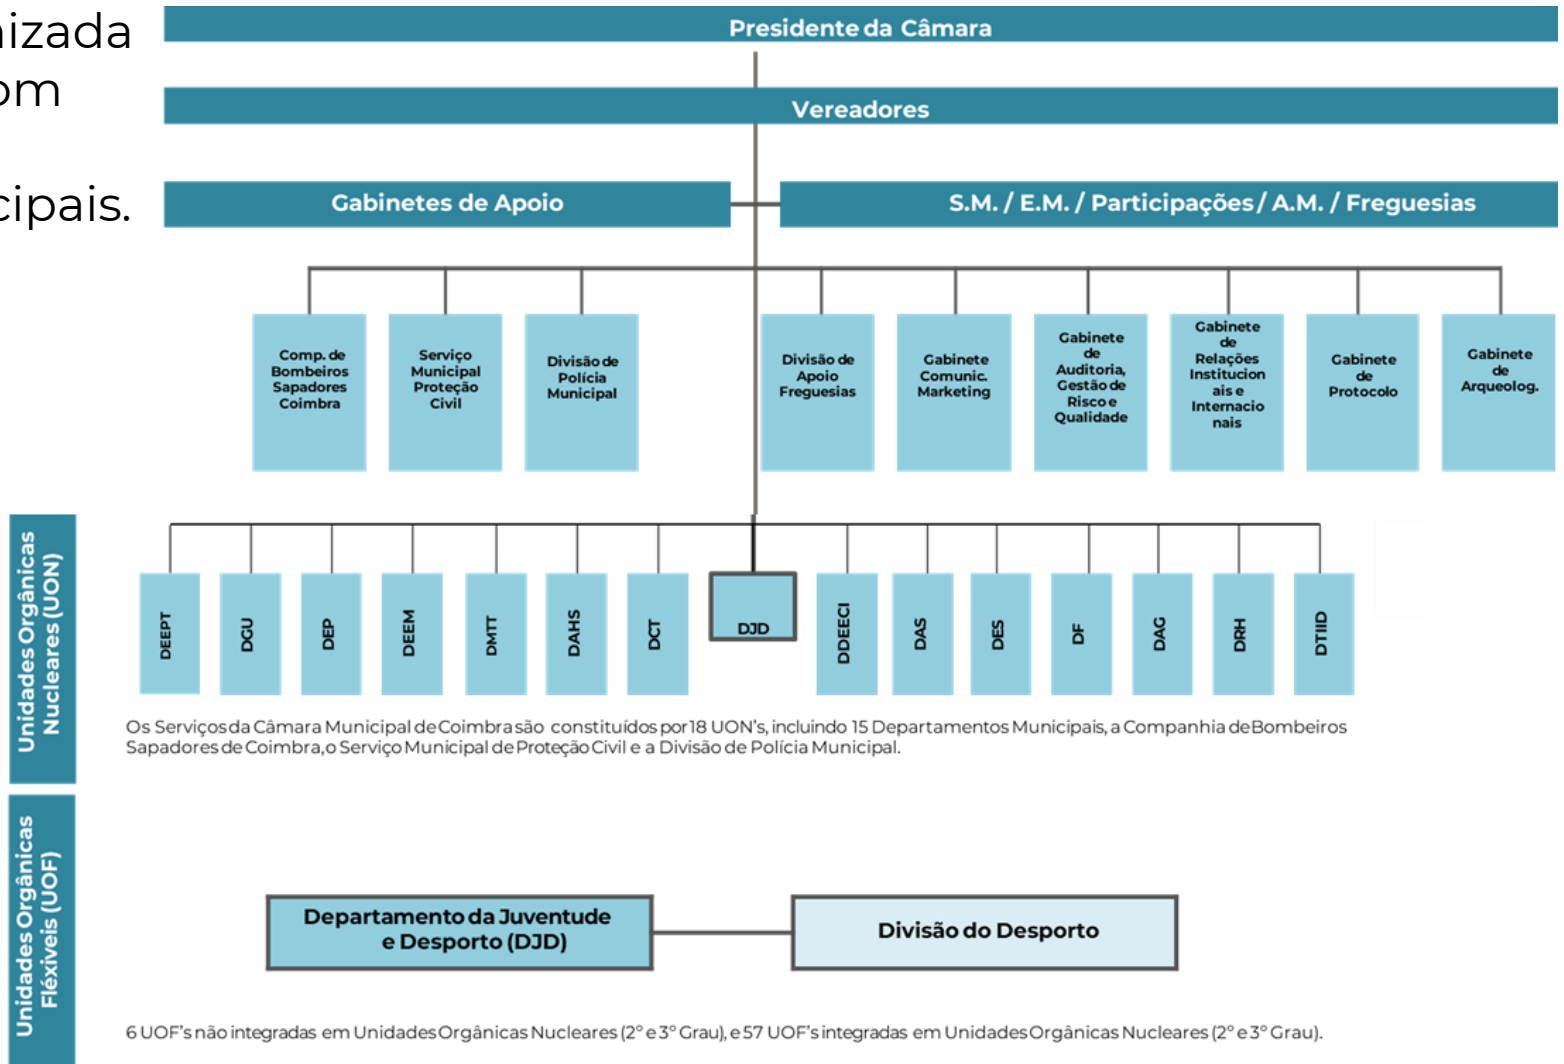 nizada
om
cipais.
Presidente da Câmara
Vereadores
Gabinetes de Apoio
S.M. / E.M. / Participações / A.M. / Freguesias
Comp. de
Bombeiros
Sapadores
Coimbra
Serviço
Municipal
Proteção
Civil
Divisão de
Polícia
Municipal
Divisão de
Apoio
Freguesias
Gabinete
Comunic.
Marketing
Gabinete
de
Auditoria,
Gestão de
Risco e
Qualidade
Gabinete
de
Relações
Institucion
ais e
Internacio
nais
Gabinete
de
Protocolo
Gabinete
de
Arqueolog.
Unidades Orgânicas
Nucleares (UON)
DEEPT
DGU
DEP
DEEM
DMTT
DAHS
DCT
DJD
DDEECI
DAS
DES
DF
DAG
DRH
DTIID
Os Serviços da Câmara Municipal de Coimbra são constituídos por 18 UON's, incluindo 15 Departamentos Municipais, a Companhia de Bombeiros
Sapadores de Coimbra, o Serviço Municipal de Proteção Civil e a Divisão de Polícia Municipal.
Unidades Orgânicas
Fléxiveis (UOF)
Departamento da Juventude
e Desporto (DJD)
Divisão do Desporto
6 UOF's não integradas em Unidades Orgânicas Nucleares (2º e 3º Grau), e 57 UOF's integradas em Unidades Orgânicas Nucleares (2º e 3º Grau).